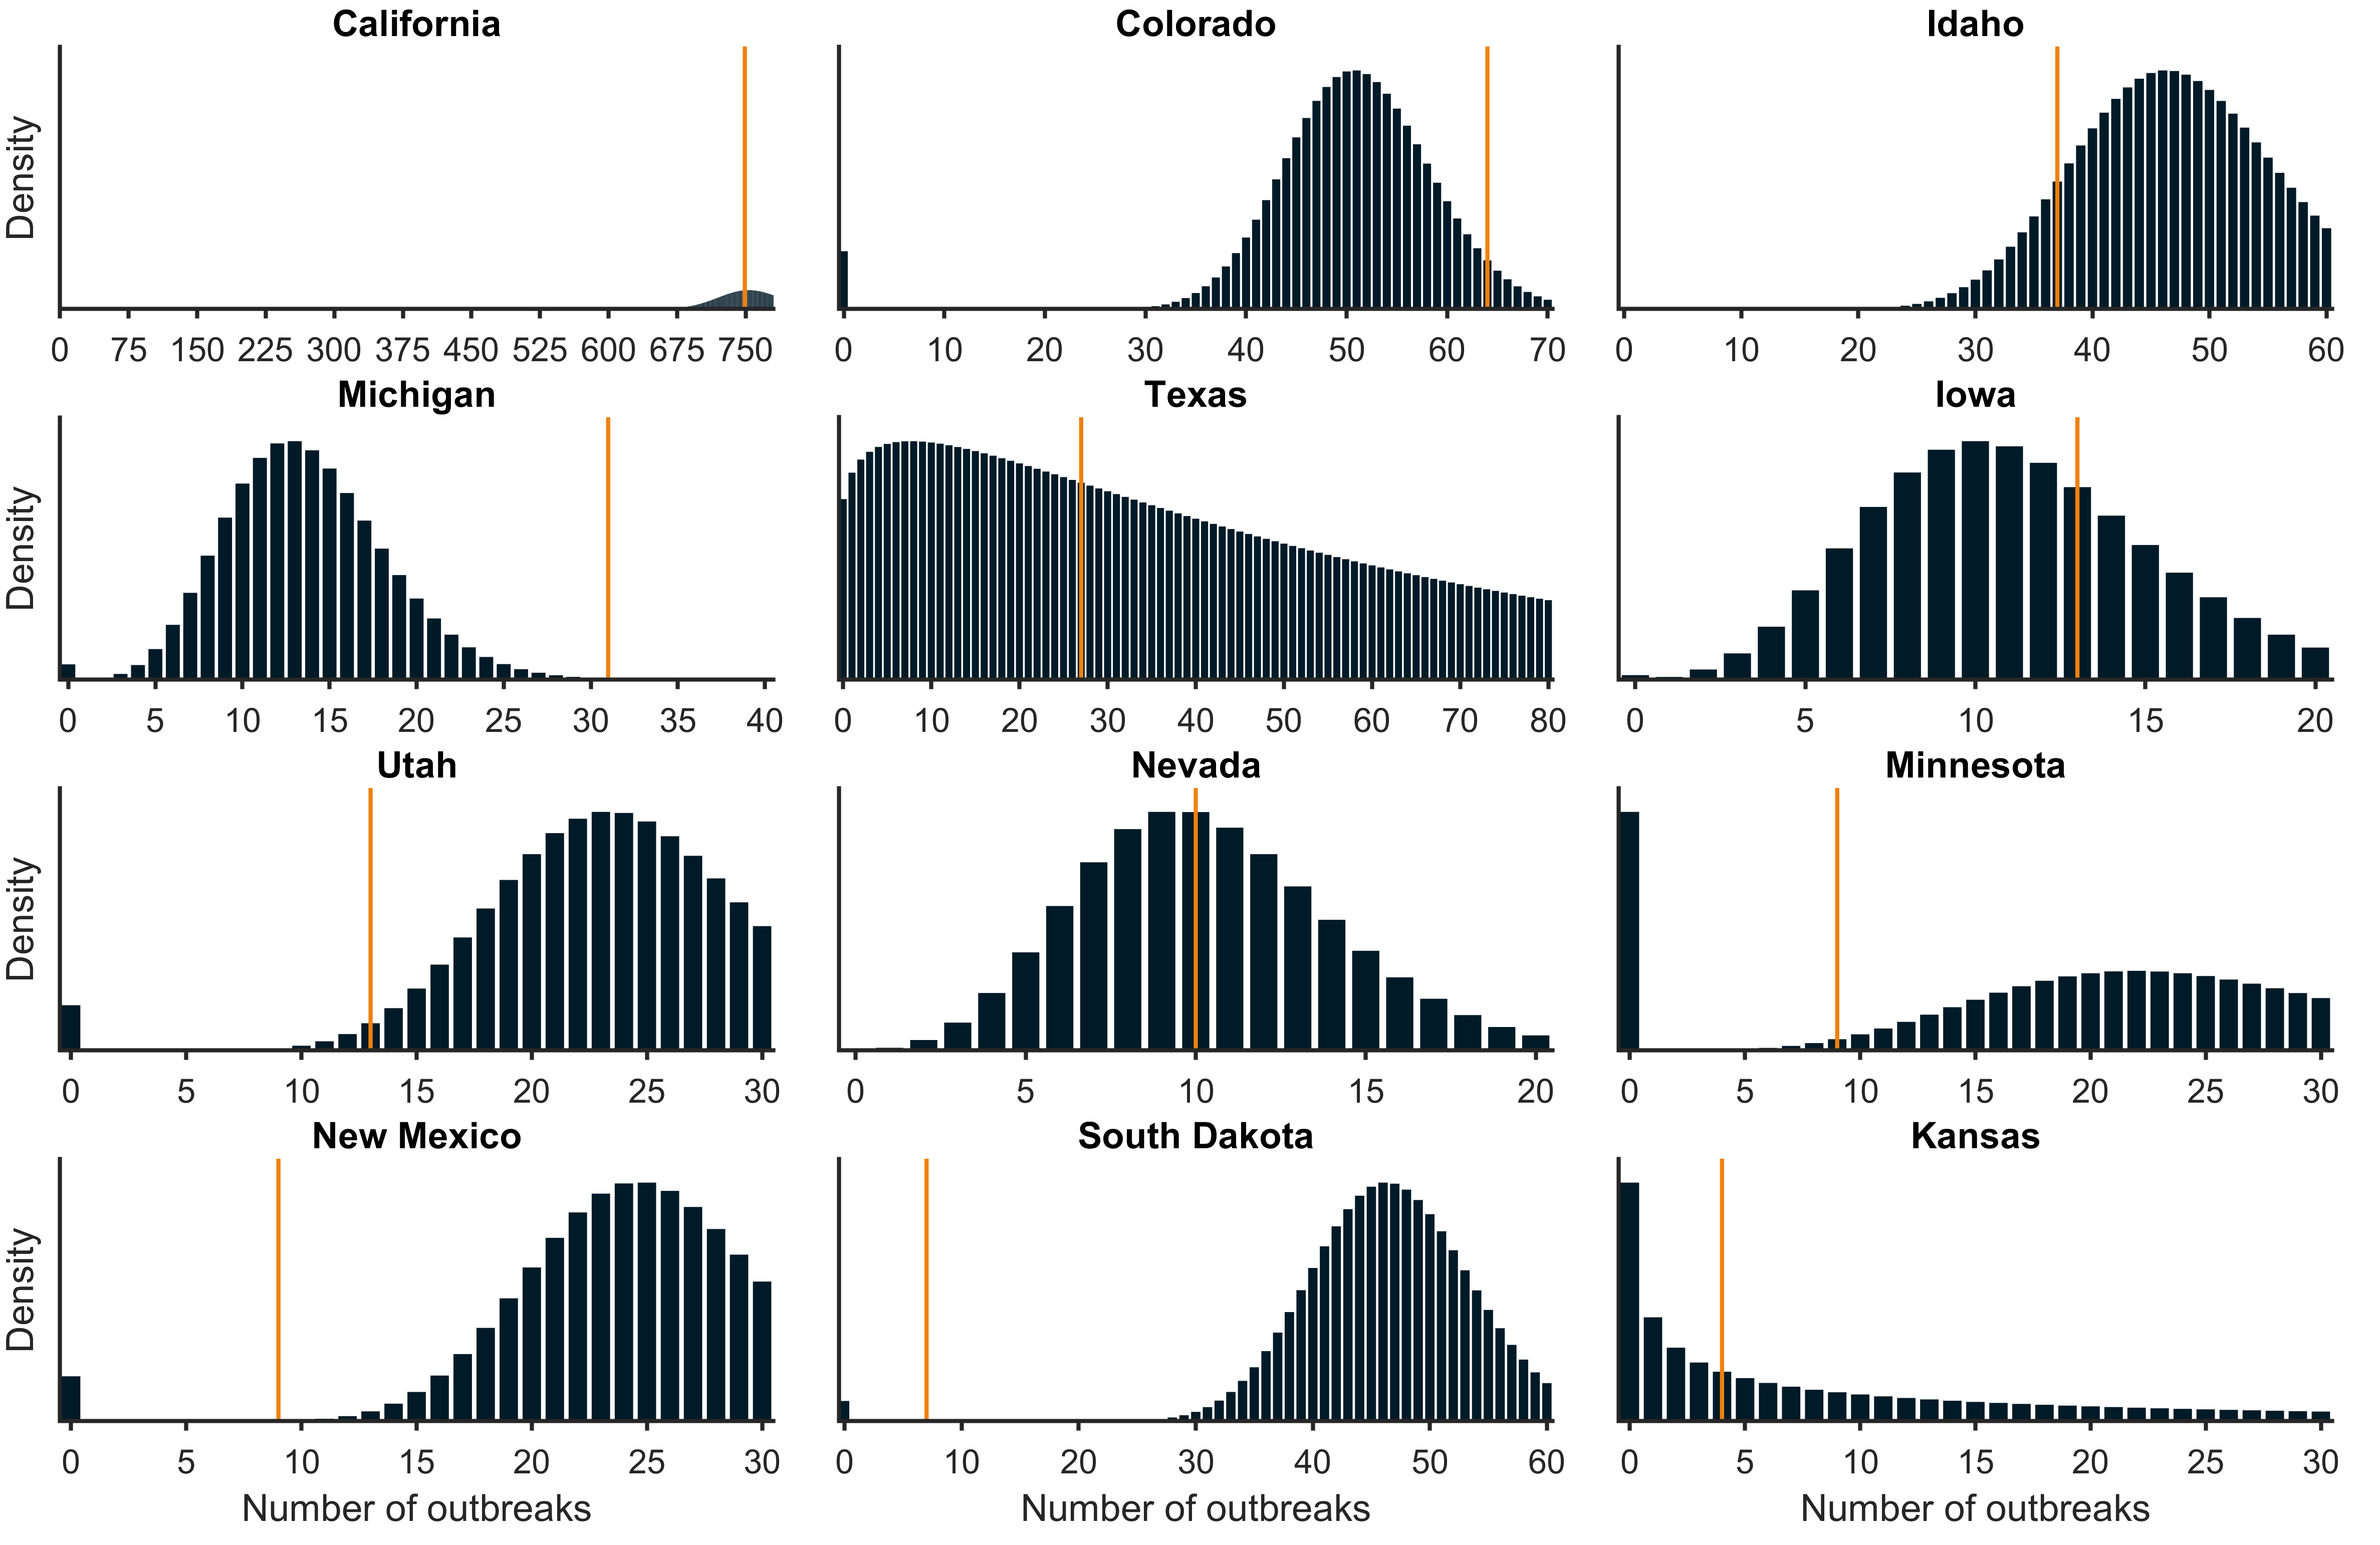 California Colorado Idaho
Density
0 75 150 225 300 375 450 525 600 675 750 0 10 20 30 40 50 60 70 0 10 20 30 40 50 60
Michigan Texas Iowa
Density
0 5 10 15 20 25 30 35 40 0 10 20 30 40 50 60 70 80 0 5 10 15 20
Utah Nevada Minnesota
Density
0 5 10 15 20 25 30 0 5 10 15 20 0 5 10 15 20 25 30
New Mexico South Dakota Kansas
Density
0 5 10 15 20 25 30 0 10 20 30 40 50 60 0 5 10 15 20 25 30
Number of outbreaks Number of outbreaks Number of outbreaks